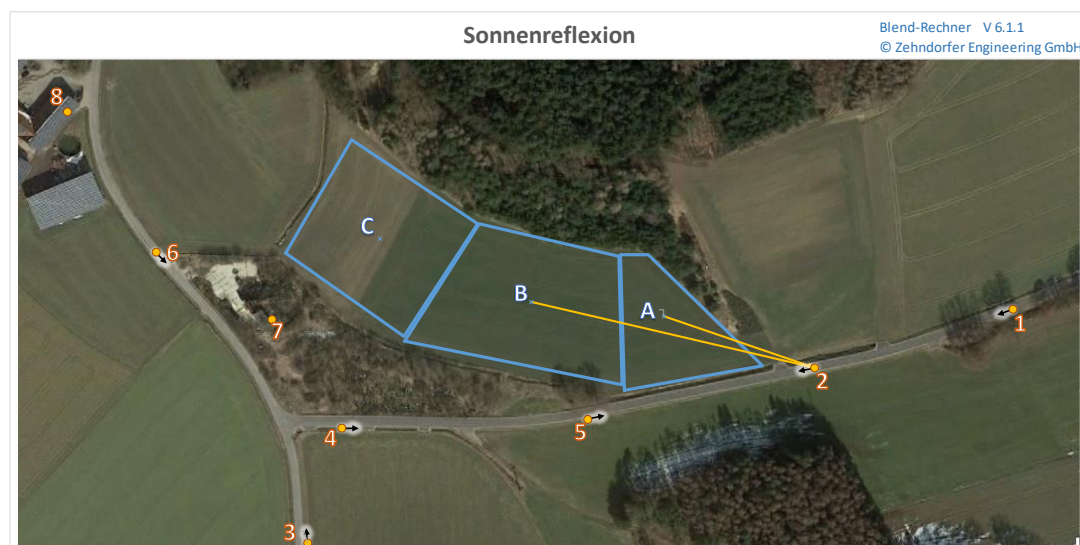 Sonnenreflexion
Blend-Rechner V 6.1.1
© Zehndorfer Engineering GmbH
8
C
6
B
A
7
1
2
5
4
3